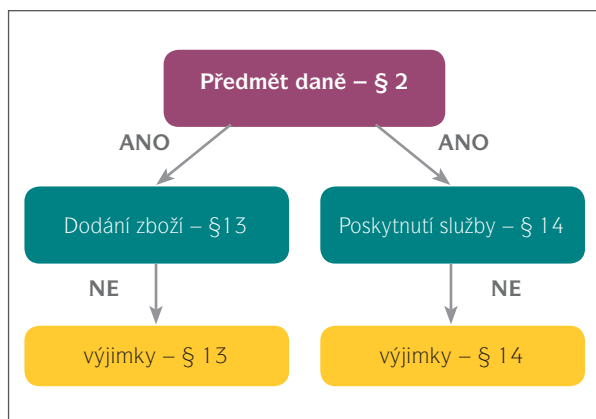 Předmět daně – § 2
ANO
ANO
Dodání zboží – §13
Poskytnutí služby – § 14
NE
NE
výjimky – § 13
výjimky – § 14